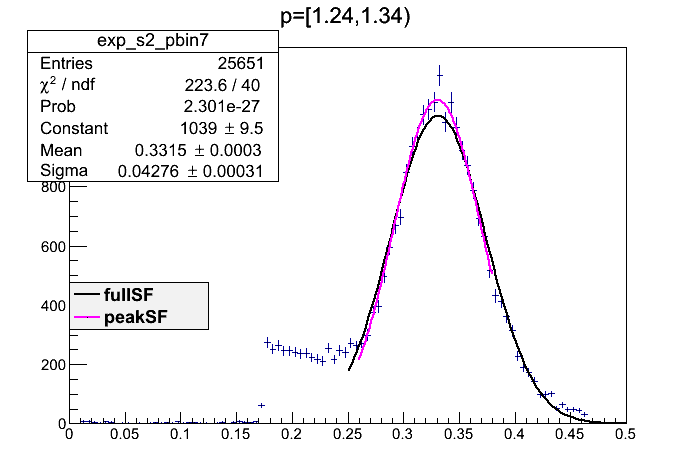 p=[1.24,1.34)
exp_s2_pbin7
Entries 25651
χ² / ndf 223.6 / 40
Prob 2.301e-27
Constant 1039 ± 9.5
Mean 0.3315 ± 0.0003
Sigma 0.04276 ± 0.00031
800
600
400
200
0
fullSF
peakSF
0 0.05 0.1 0.15 0.2 0.25 0.3 0.35 0.4 0.45 0.5